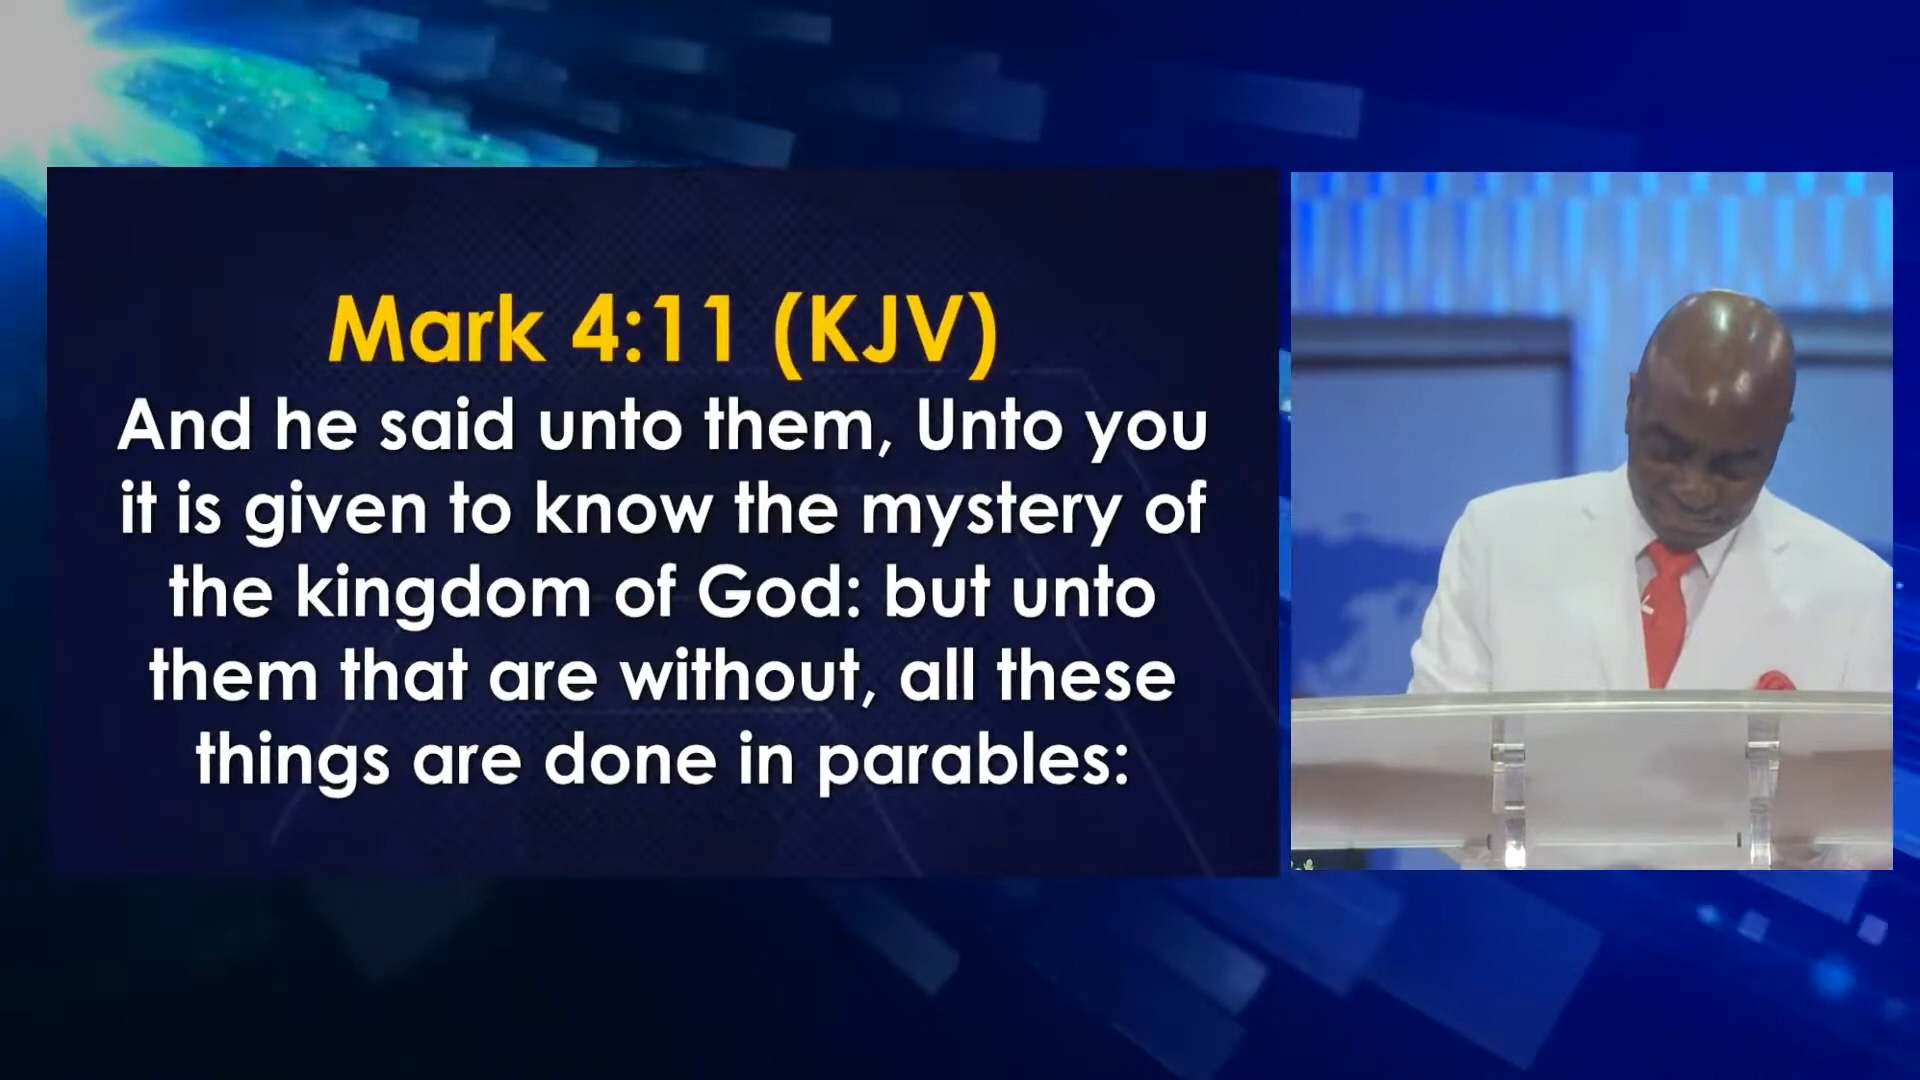 Mark 4:11 (KJV)
And he said unto them, Unto you
it is given to know the mystery of
the kingdom of God: but unto
them that are without, all these
things are done in parables: